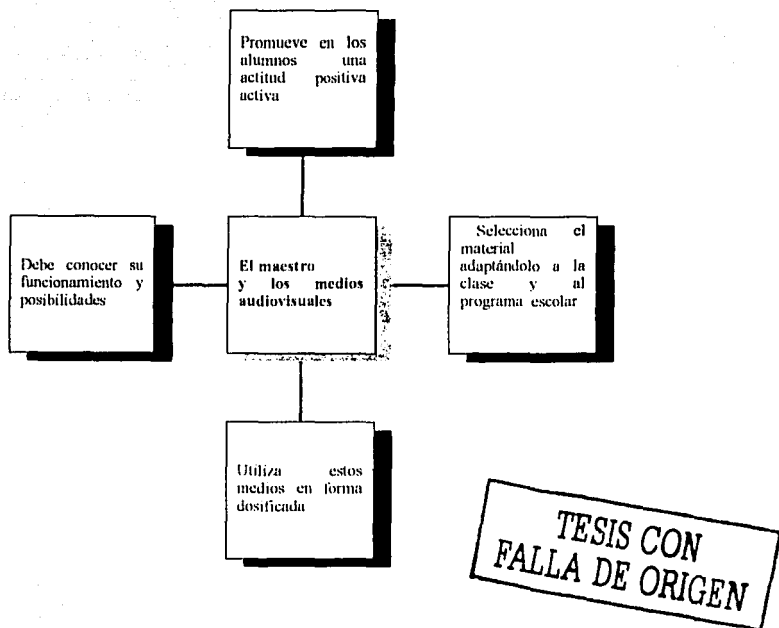 Promueve en los
alumnos una
actitud positiva
activa
Debe conocer su
funcionamiento y
posibilidades
El maestro
y los medios
audiovisuales
Selecciona el
material
adaptándolo a la
clase y al
programa escolar
Utiliza estos
medios en forma
dosificada
TESIS CON
FALLA DE ORIGEN